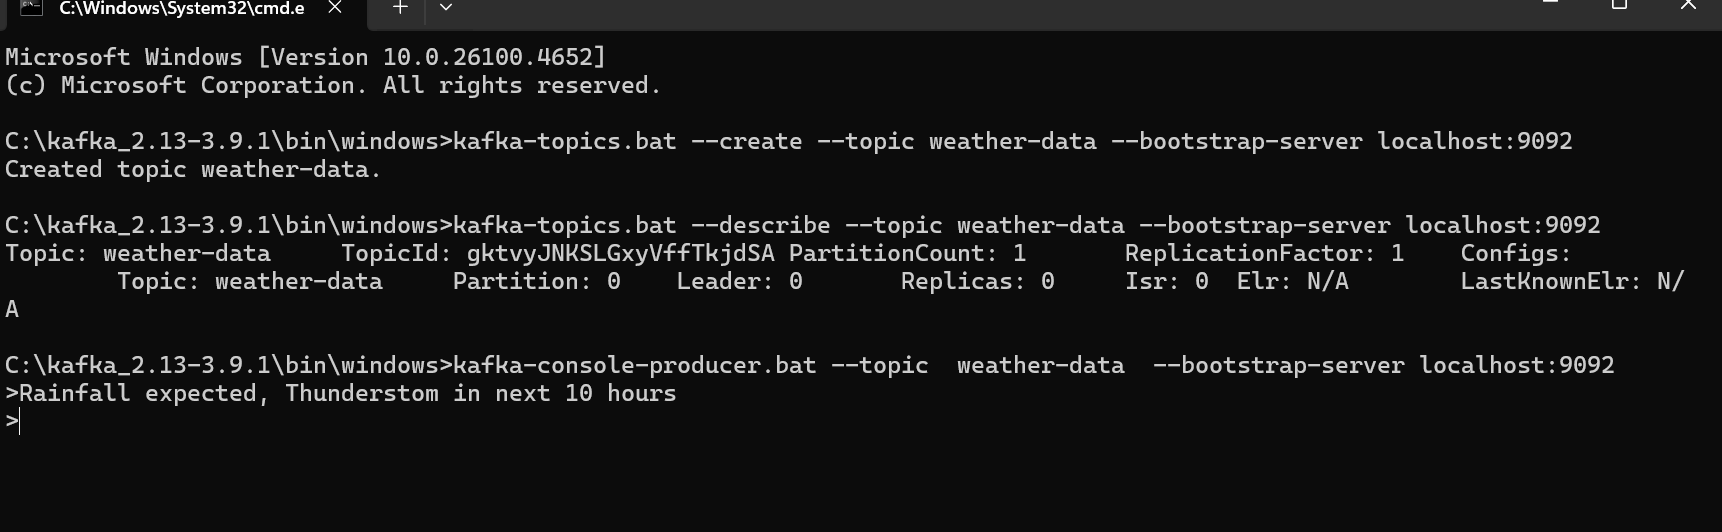 C:\Windows\System32\cmd.e
Microsoft Windows [Version 10.0.26100.4652]
(c) Microsoft Corporation. All rights reserved.
C:\kafka_2.13-3.9.1\bin\windows>kafka-topics.bat --create --topic weather-data --bootstrap-server localhost:9092
Created topic weather-data.
C:\kafka_2.13-3.9.1\bin\windows>kafka-topics.bat --describe --topic weather-data --bootstrap-server localhost:9092
Topic: weather-data     TopicId: gktvyJNKSLGxyVffTkjdSA PartitionCount: 1       ReplicationFactor: 1    Configs:
        Topic: weather-data     Partition: 0    Leader: 0       Replicas: 0     Isr: 0  Elr: N/A        LastKnownElr: N/
A
C:\kafka_2.13-3.9.1\bin\windows>kafka-console-producer.bat --topic  weather-data  --bootstrap-server localhost:9092
>Rainfall expected, Thunderstom in next 10 hours
>